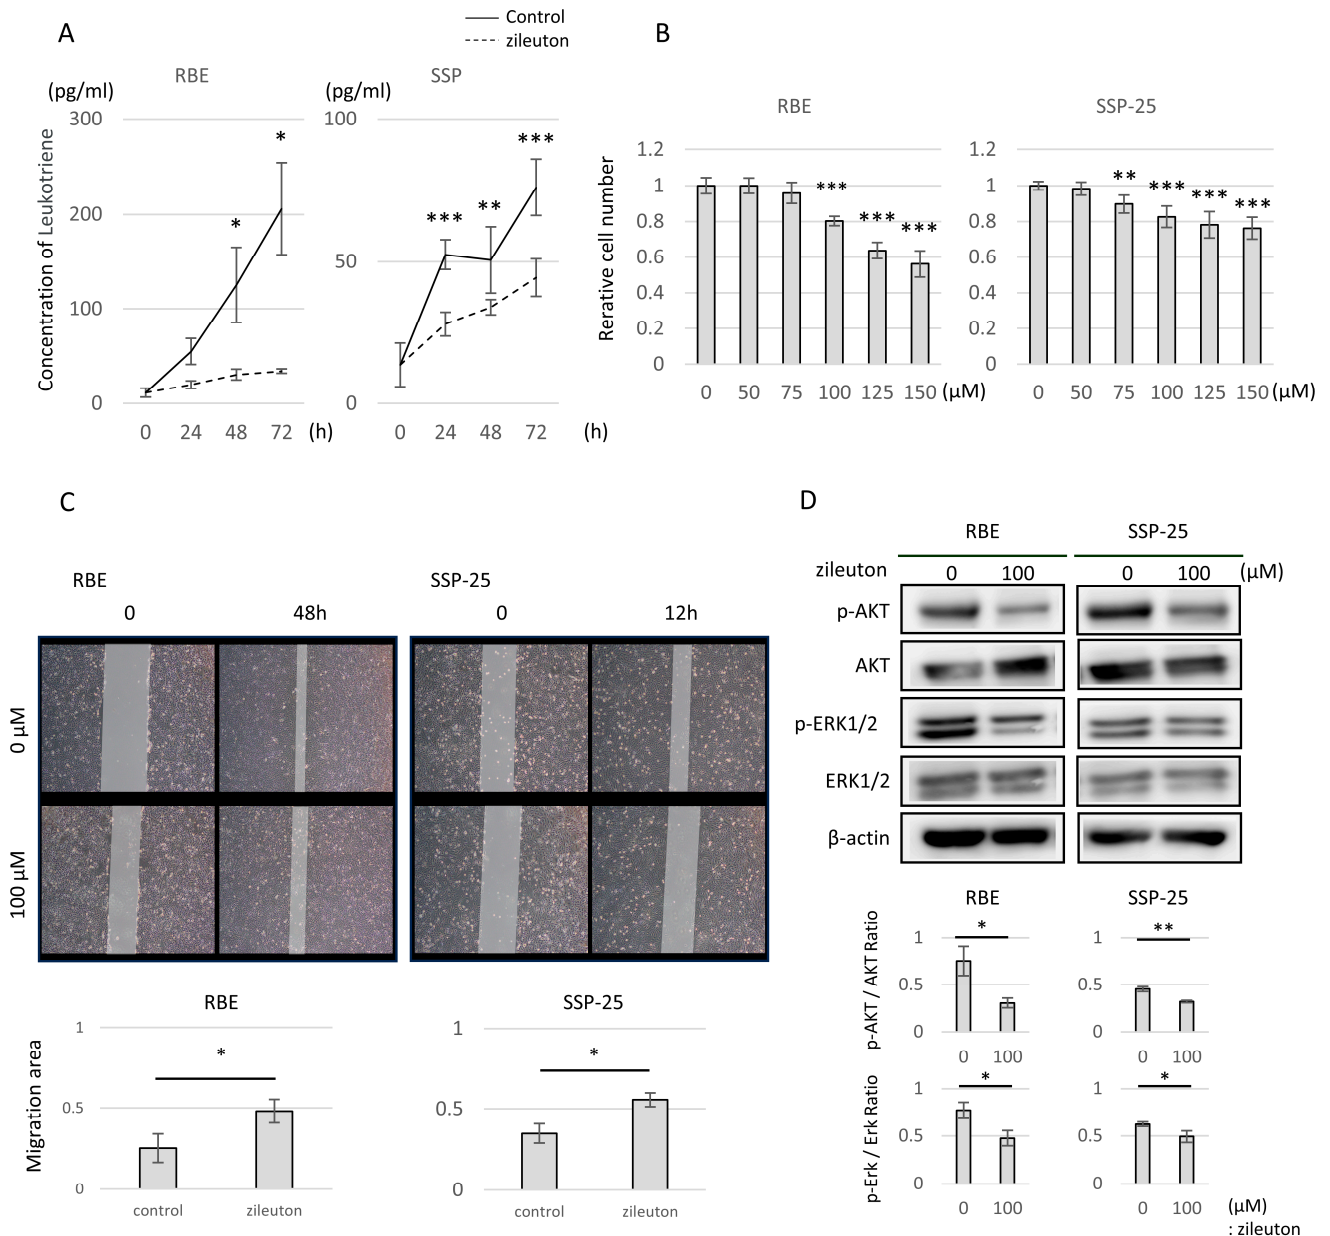 A
Control
zileuton
RBE
SSP
(pg/ml)
(pg/ml)
Concentration of Leukotriene
300
200
100
0
100
50
0
*
*
***
**
***
0 24 48 72 (h)
0 24 48 72 (h)
B
RBE
SSP-25
Rerative cell number
1.2
1
0.8
0.6
0.4
0.2
0
1.2
1
0.8
0.6
0.4
0.2
0
***
***
***
**
***
***
***
0 50 75 100 125 150 (μM)
0 50 75 100 125 150 (μM)
C
RBE
SSP-25
0 48h
0 12h
0 μM
100 μM
RBE
SSP-25
Migration area
1
0.5
0
1
0.5
0
*
*
control zileuton
control zileuton
D
RBE
SSP-25
zileuton 0 100 0 100 (μM)
p-AKT
AKT
p-ERK1/2
ERK1/2
β-actin
RBE
SSP-25
p-AKT / AKT Ratio
1
0.5
0
1
0.5
0
*
**
0 100
0 100
p-Erk / Erk Ratio
1
0.5
0
1
0.5
0
*
*
0 100
0 100 (μM)
: zileuton